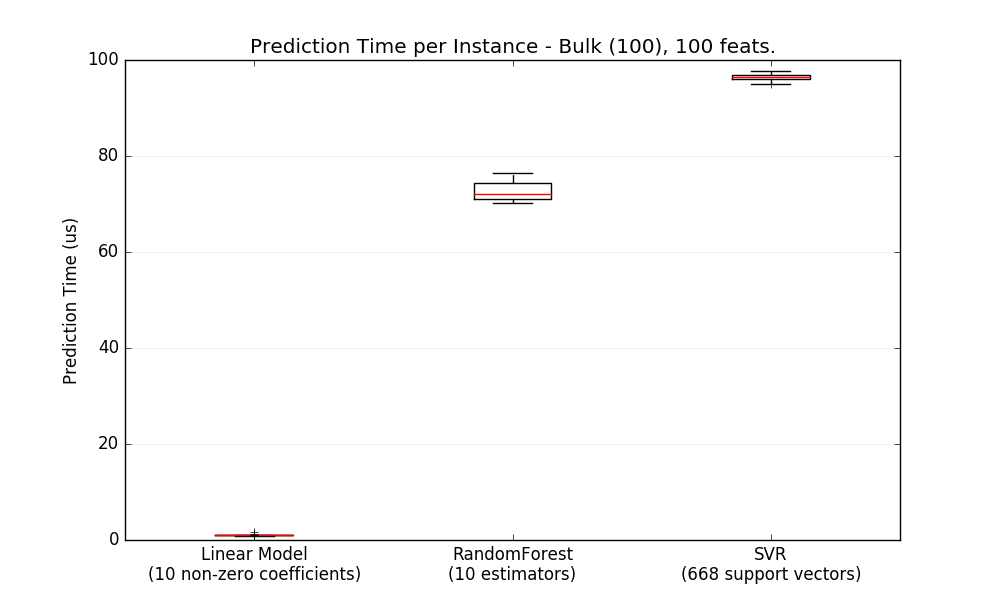 Prediction Time per Instance - Bulk (100), 100 feats.
100
80
60
40
20
0
Prediction Time (us)
Linear Model
(10 non-zero coefficients)
RandomForest
(10 estimators)
SVR
(668 support vectors)